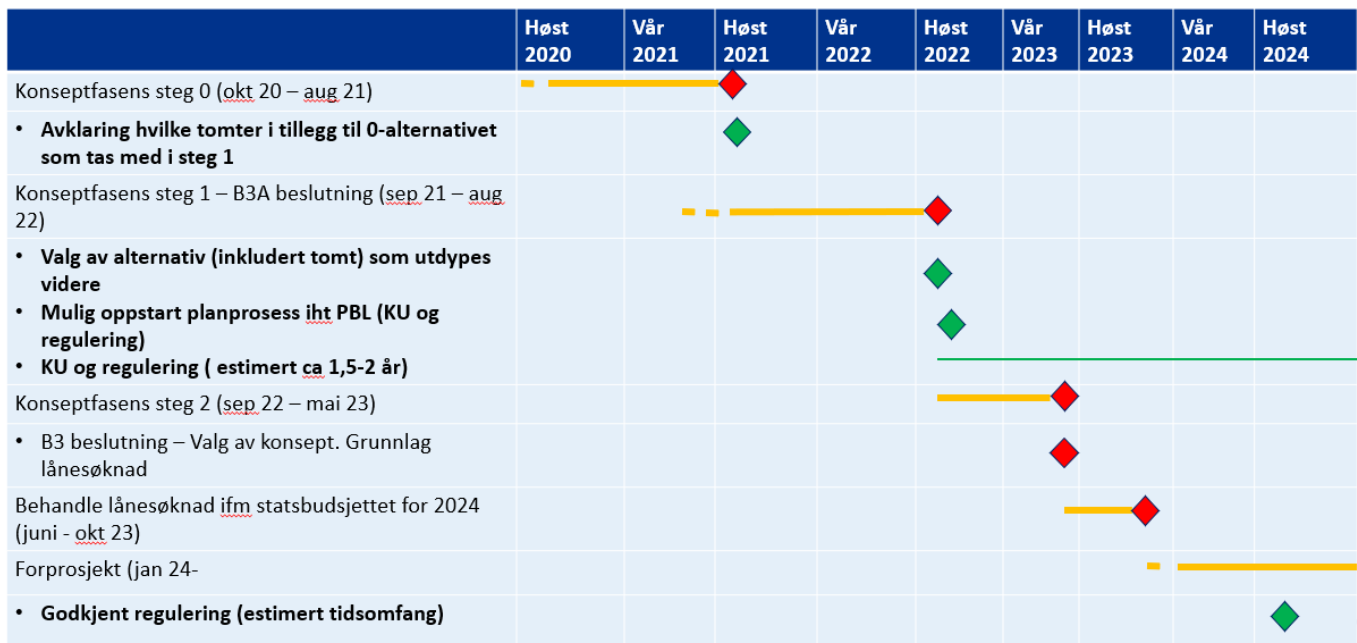 Høst 2020 Vår 2021 Høst 2021 Vår 2022 Høst 2022 Vår 2023 Høst 2023 Vår 2024 Høst 2024
Konseptfasens steg 0 (okt 20 – aug 21)
• Avklaring hvilke tomter i tillegg til 0-alternativet
som tas med i steg 1
Konseptfasens steg 1 – B3A beslutning (sep 21 – aug
22)
• Valg av alternativ (inkludert tomt) som utdypes
videre
• Mulig oppstart planprosess iht PBL (KU og
regulering)
• KU og regulering ( estimert ca 1,5-2 år)
Konseptfasens steg 2 (sep 22 – mai 23)
• B3 beslutning – Valg av konsept. Grunnlag
lånesøknad
Behandle lånesøknad ifm statsbudsjettet for 2024
(juni - okt 23)
Forprosjekt (jan 24-
• Godkjent regulering (estimert tidsomfang)